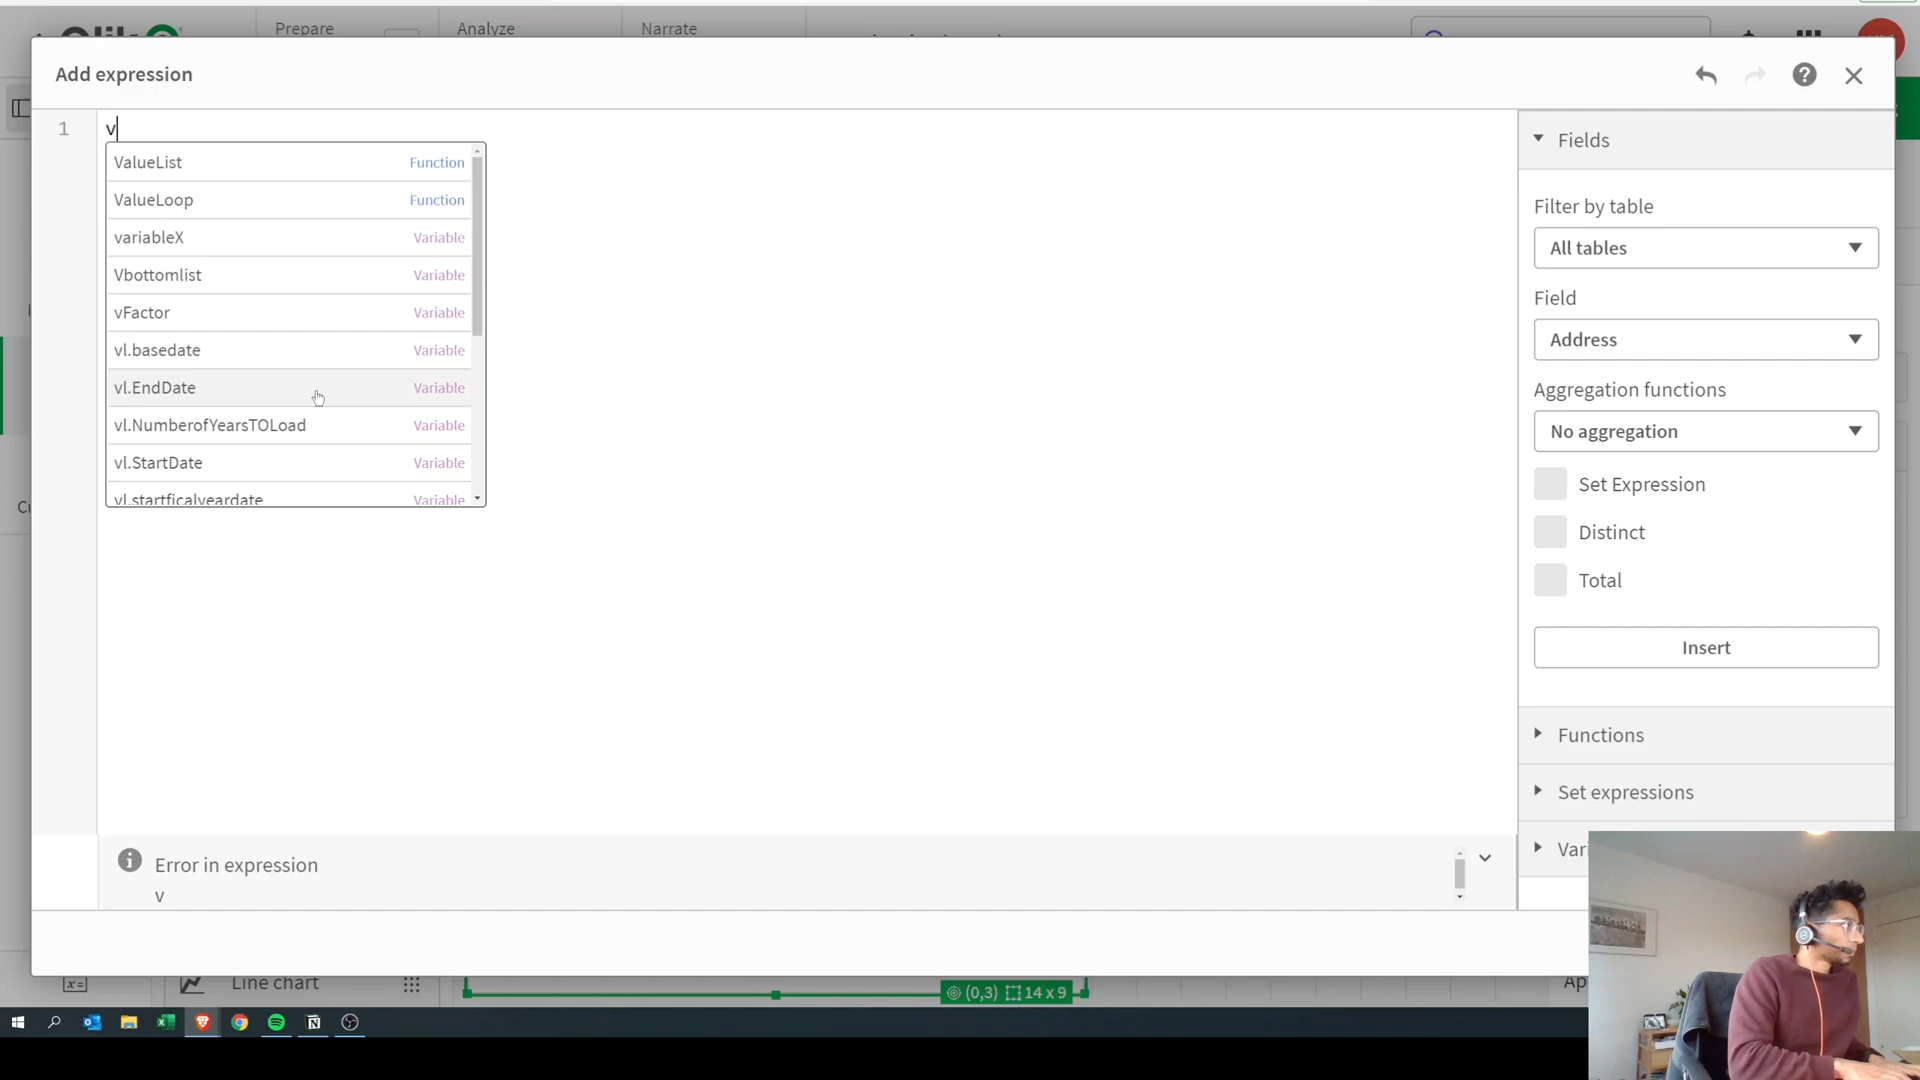 Qlik
Prepare
Analyze
Narrate
Add expression
1
v
ValueList Function
ValueLoop Function
variableX Variable
Vbottomlist Variable
vFactor Variable
vl.basedate Variable
vl.EndDate Variable
vl.NumberofYearsTOLoad Variable
vl.StartDate Variable
vl.startficalyeardate Variable
Error in expression
v
Fields
Filter by table
All tables
Field
Address
Aggregation functions
No aggregation
Set Expression
Distinct
Total
Insert
Functions
Set expressions
Vari
Line chart
(0,3) 14 x 9
Ap